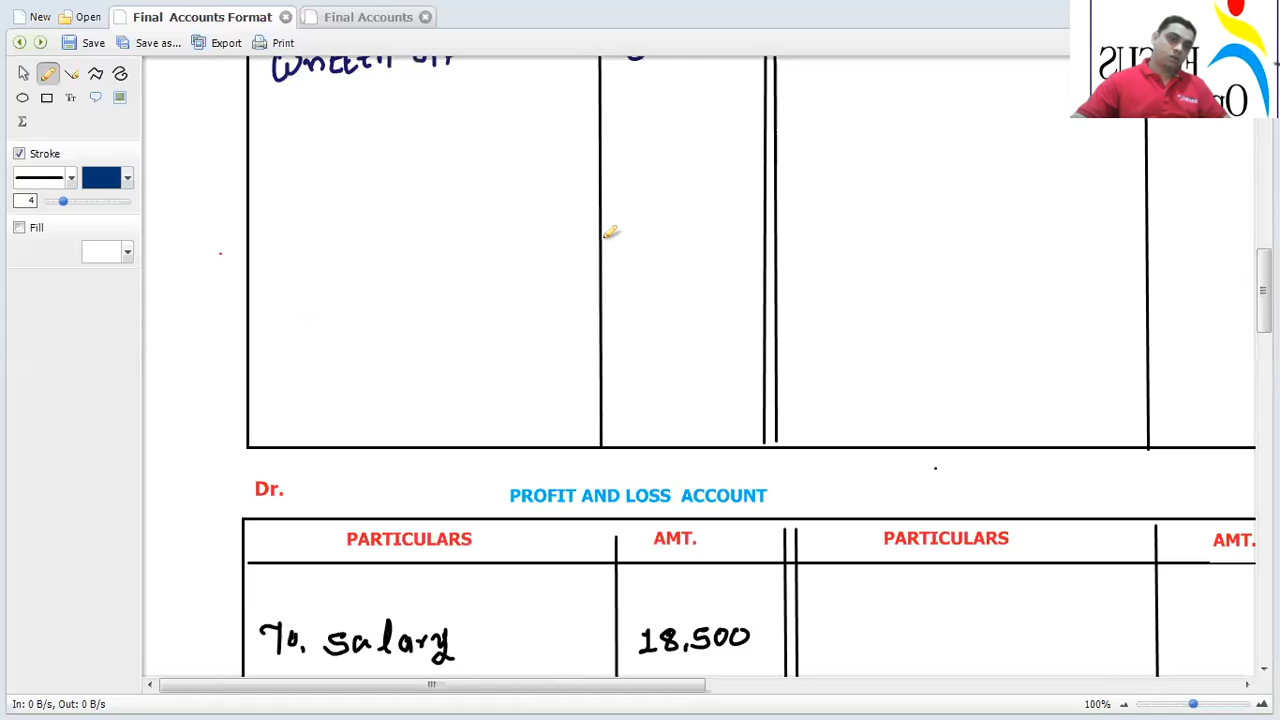 New Open Final Accounts Format Final Accounts
Save Save as... Export Print
Stroke
4
Fill
Dr.
PROFIT AND LOSS ACCOUNT
PARTICULARS AMT. PARTICULARS AMT.
To. salary 18,500
In: 0 B/s, Out: 0 B/s 100%